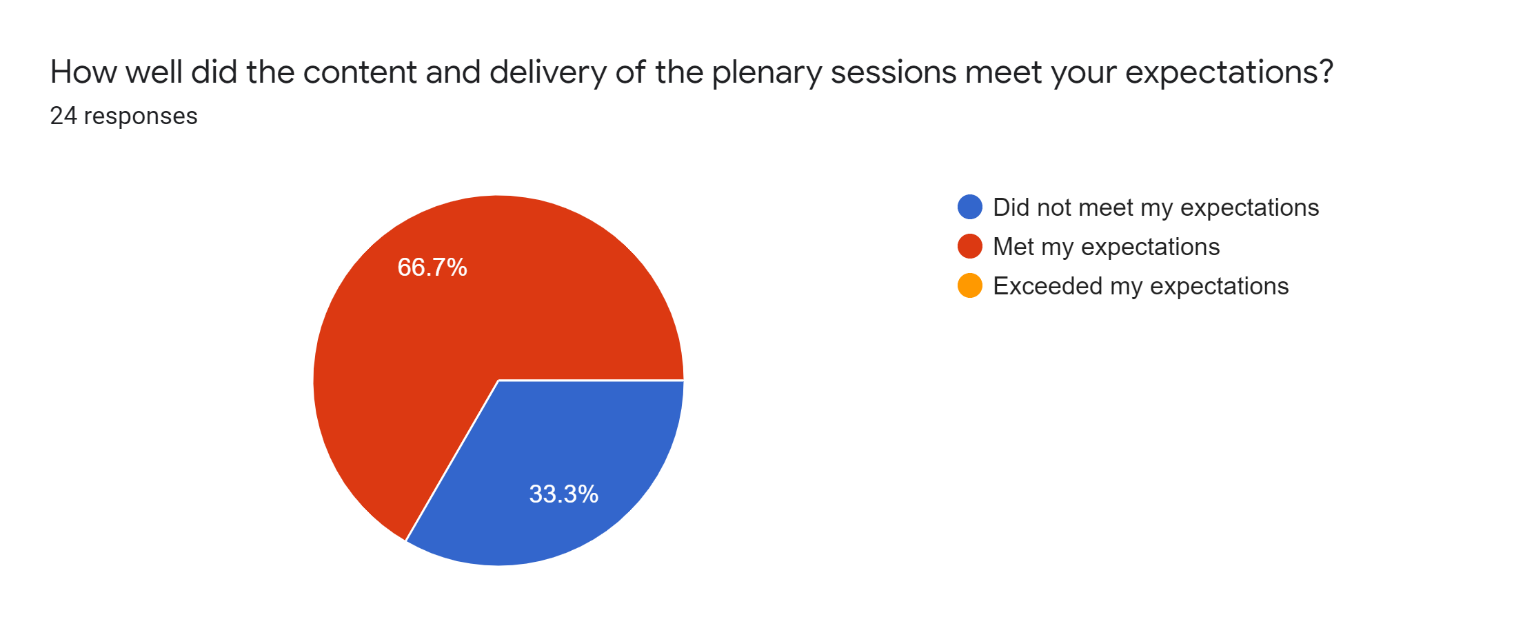 How well did the content and delivery of the plenary sessions meet your expectations?
24 responses
Did not meet my expectations
Met my expectations
Exceeded my expectations
66.7%
33.3%